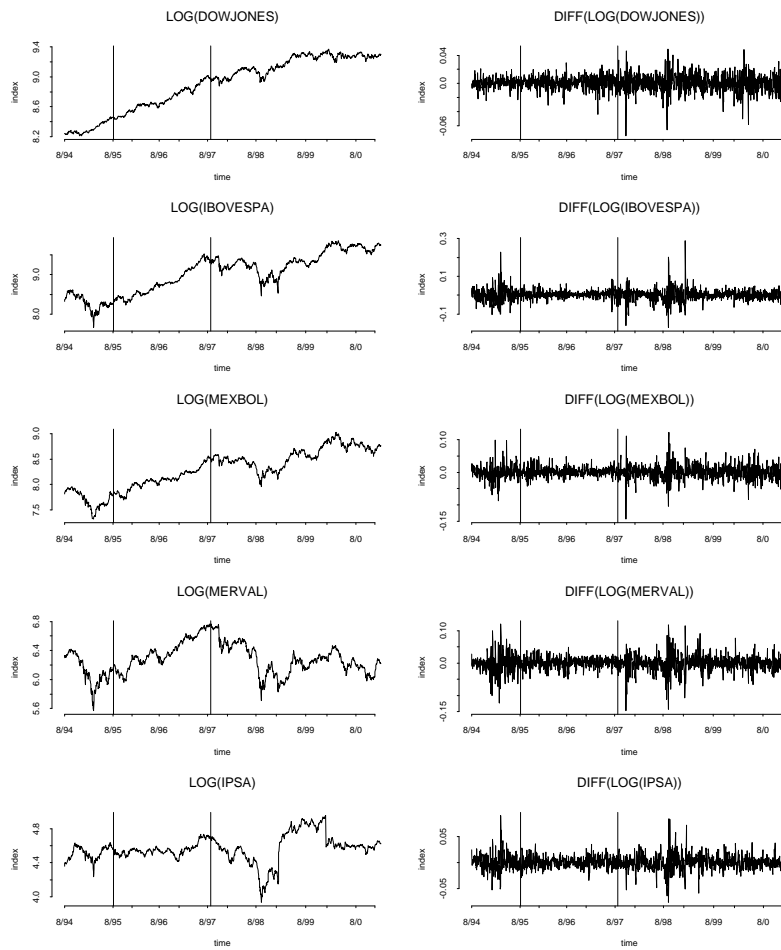 LOG(DOWJONES)
index
9.4
9.0
8.6
8.2
8/94 8/95 8/96 8/97 8/98 8/99 8/0
time
DIFF(LOG(DOWJONES))
index
0.04
0.0
-0.06
8/94 8/95 8/96 8/97 8/98 8/99 8/0
time
LOG(IBOVESPA)
index
9.0
8.0
8/94 8/95 8/96 8/97 8/98 8/99 8/0
time
DIFF(LOG(IBOVESPA))
index
0.3
0.1
-0.1
8/94 8/95 8/96 8/97 8/98 8/99 8/0
time
LOG(MEXBOL)
index
9.0
8.5
8.0
7.5
8/94 8/95 8/96 8/97 8/98 8/99 8/0
time
DIFF(LOG(MEXBOL))
index
0.10
0.0
-0.15
8/94 8/95 8/96 8/97 8/98 8/99 8/0
time
LOG(MERVAL)
index
6.8
6.4
6.0
5.6
8/94 8/95 8/96 8/97 8/98 8/99 8/0
time
DIFF(LOG(MERVAL))
index
0.10
0.0
-0.15
8/94 8/95 8/96 8/97 8/98 8/99 8/0
time
LOG(IPSA)
index
4.8
4.4
4.0
8/94 8/95 8/96 8/97 8/98 8/99 8/0
time
DIFF(LOG(IPSA))
index
0.05
-0.05
8/94 8/95 8/96 8/97 8/98 8/99 8/0
time